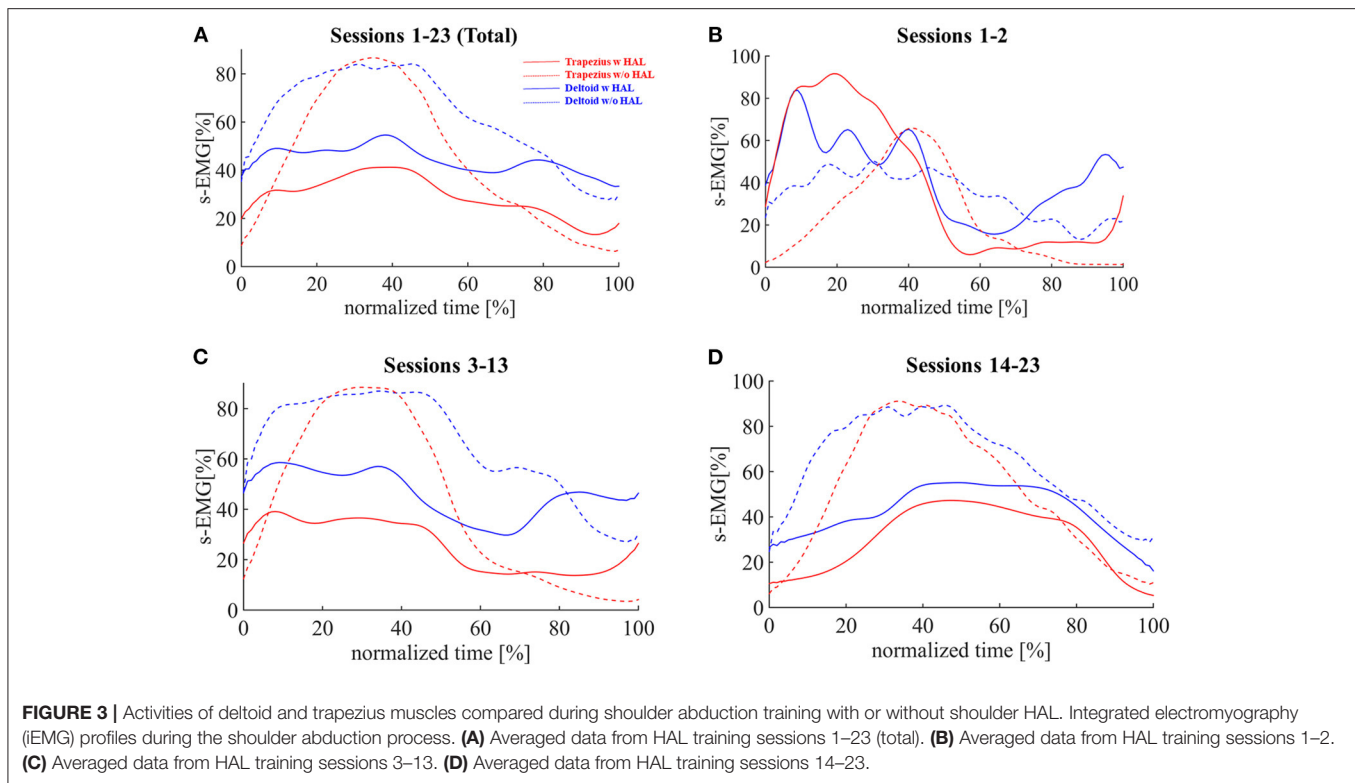 A
Sessions 1-23 (Total)
Trapezius w HAL
Trapezius w/o HAL
Deltoid w HAL
Deltoid w/o HAL
s-EMG[%]
80
60
40
20
0
0 20 40 60 80 100
normalized time [%]
B
Sessions 1-2
s-EMG[%]
100
80
60
40
20
0
0 20 40 60 80 100
normalized time [%]
C
Sessions 3-13
s-EMG[%]
80
60
40
20
0
0 20 40 60 80 100
normalized time [%]
D
Sessions 14-23
s-EMG[%]
100
80
60
40
20
0
0 20 40 60 80 100
normalized time [%]
FIGURE 3 | Activities of deltoid and trapezius muscles compared during shoulder abduction training with or without shoulder HAL. Integrated electromyography
(iEMG) profiles during the shoulder abduction process. (A) Averaged data from HAL training sessions 1–23 (total). (B) Averaged data from HAL training sessions 1–2.
(C) Averaged data from HAL training sessions 3–13. (D) Averaged data from HAL training sessions 14–23.